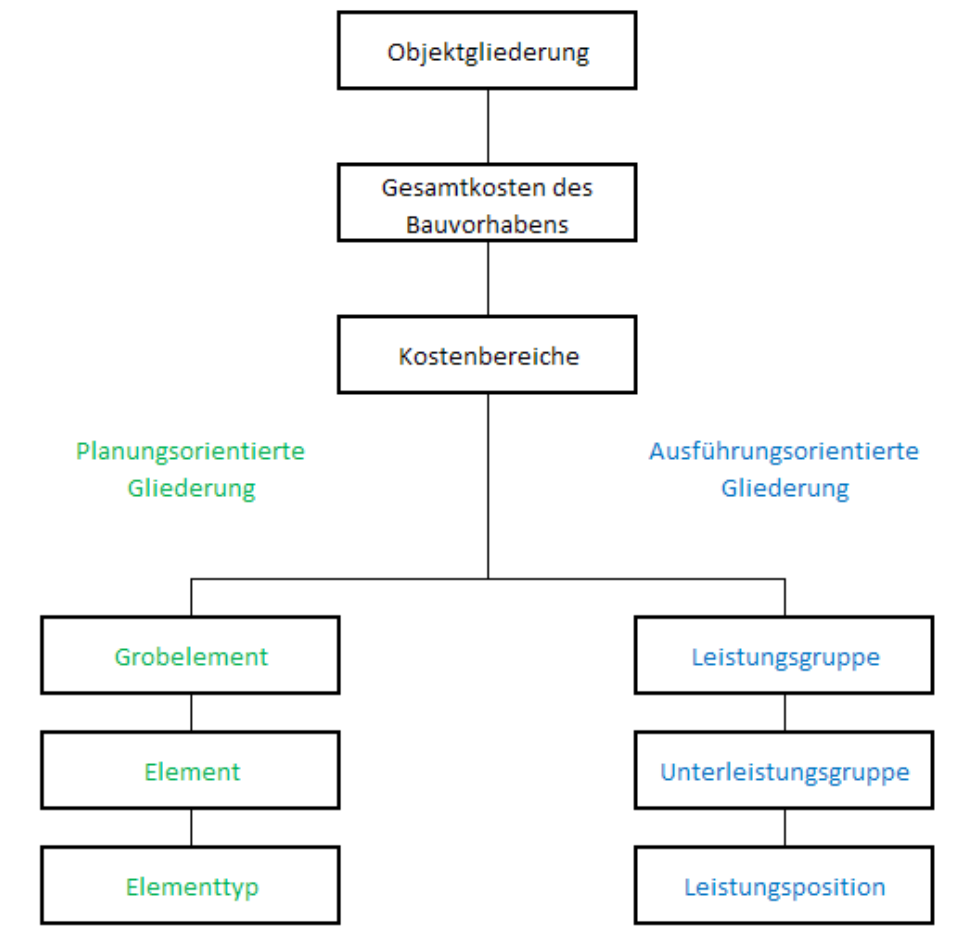 Objektgliederung
Gesamtkosten des
Bauvorhabens
Kostenbereiche
Planungsorientierte
Gliederung
Ausführungsorientierte
Gliederung
Grobelement
Leistungsgruppe
Element
Unterleistungsgruppe
Elementtyp
Leistungsposition